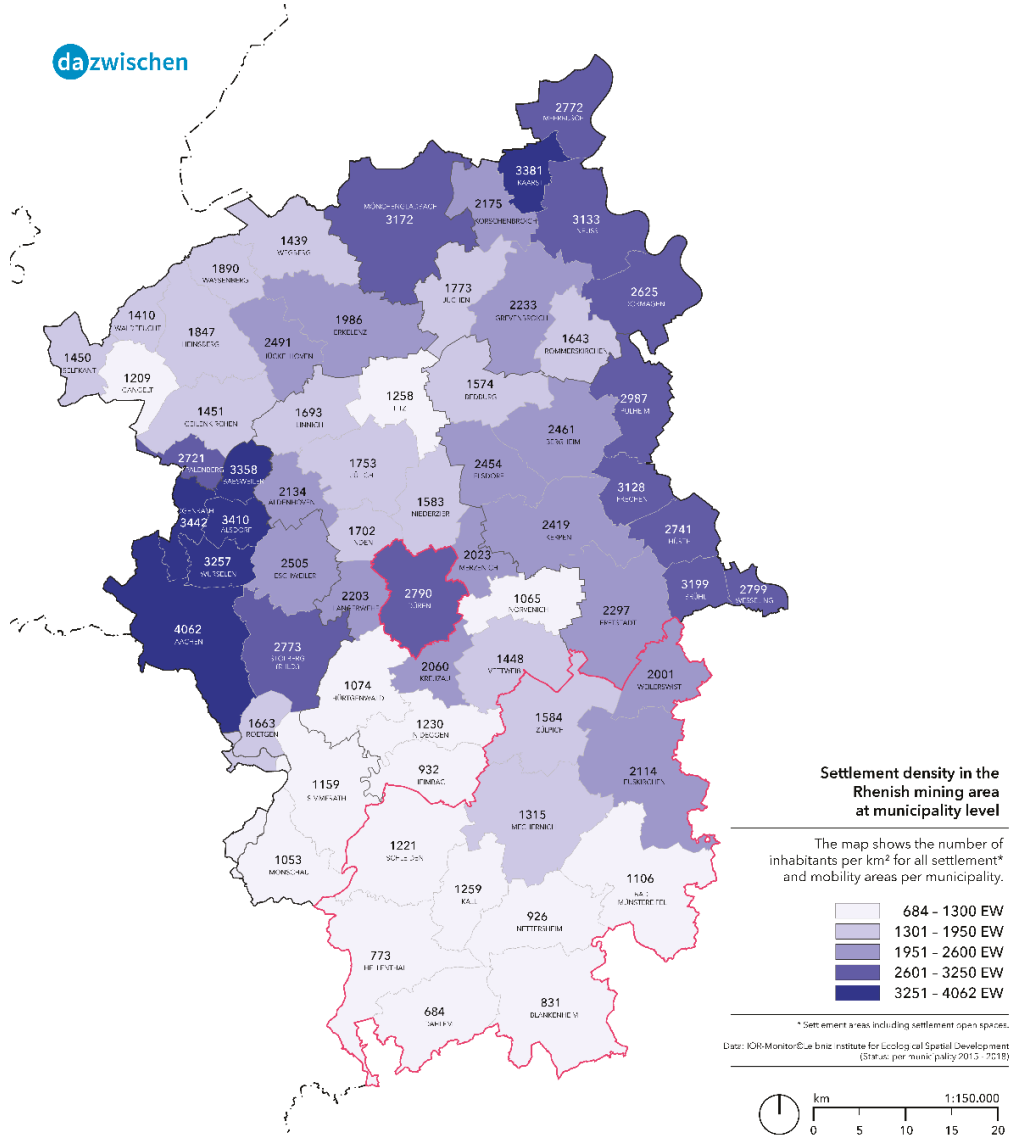 dazwischen
2772
MEERBUSCH
3381
KAARST
2175
KORSCHENBROICH
MÖNCHENGLADBACH
3172
3133
NEUSS
1439
WEGBERG
1890
WASSENBERG
1773
JÜCHEN
2233
GREVENBROICH
2625
DORMAGEN
1410
WALDFEUCHT
1847
HEINSBERG
1986
ERKELENZ
2491
HÜCKELHOVEN
1643
ROMMERSKIRCHEN
1450
SELFKANT
1209
GANGELT
1258
1574
BEDBURG
2987
PULHEIM
1451
GEILENKIRCHEN
1693
LINNICH
2461
BERGHEIM
2721
3358
BAESWEILER
1753
JÜLICH
2454
ELSDORF
2134
ALDENHOVEN
3128
FRECHEN
1583
NIEDERZIER
3442
3410
ALSDORF
1702
INDEN
2419
KERPEN
2741
HÜRTH
3257
WÜRSELEN
2505
ESCHWEILER
2023
MERZENICH
2203
LANGERWEHE
2790
DÜREN
1065
NÖRVENICH
3199
BRÜHL
2799
WESSELING
2297
ERFTSTADT
4062
AACHEN
2773
STOLBERG
(RHLD.)
2060
KREUZAU
1448
VETTWEIß
2001
WEILERSWIST
1074
HÜRTGENWALD
1663
ROETGEN
1230
NIDEGGEN
1584
ZÜLPICH
932
HEIMBACH
2114
EUSKIRCHEN
1159
SIMMERATH
1315
MECHERNICH
1053
MONSCHAU
1221
SCHLEIDEN
1259
KALL
1106
BAD
MÜNSTEREIFEL
926
NETTERSHEIM
773
HELLENTHAL
684
DAHLEM
831
BLANKENHEIM
Settlement density in the
Rhenish mining area
at municipality level
The map shows the number of
inhabitants per km² for all settlement*
and mobility areas per municipality.
684 – 1300 EW
1301 – 1950 EW
1951 – 2600 EW
2601 – 3250 EW
3251 – 4062 EW
* Settlement areas including settlement open spaces.
Data: IÖR-Monitor©Leibniz Institute for Ecological Spatial Development
(Status: per municipality 2015 - 2018)
km 1:150.000
0 5 10 15 20